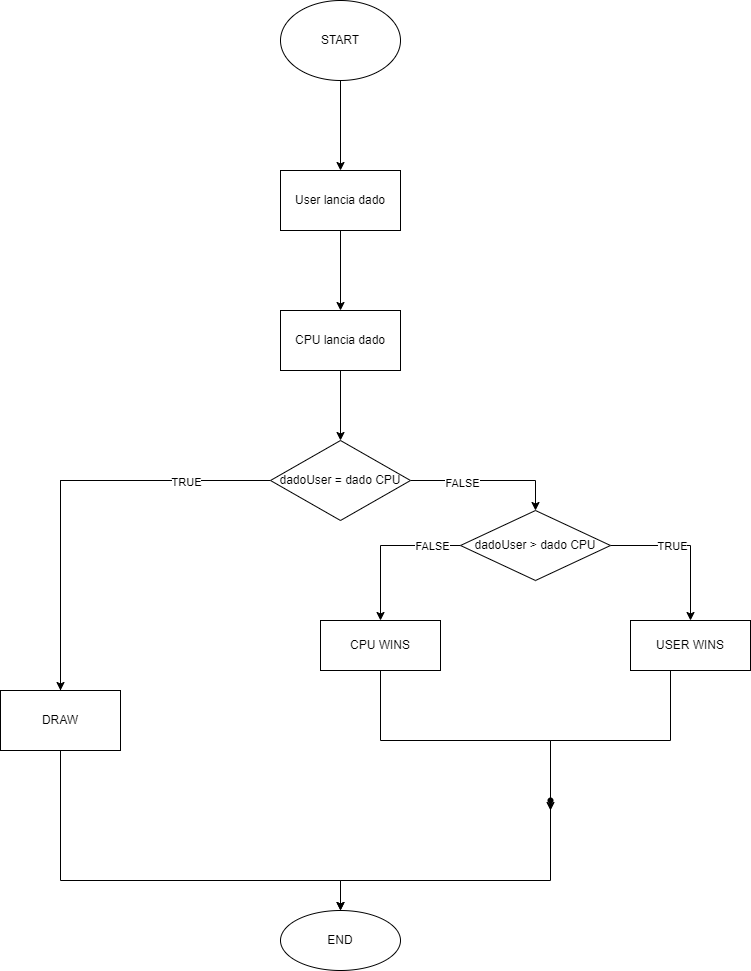 START
User lancia dado
CPU lancia dado
dadoUser = dado CPU
TRUE
FALSE
dadoUser > dado CPU
FALSE
TRUE
CPU WINS
USER WINS
DRAW
END